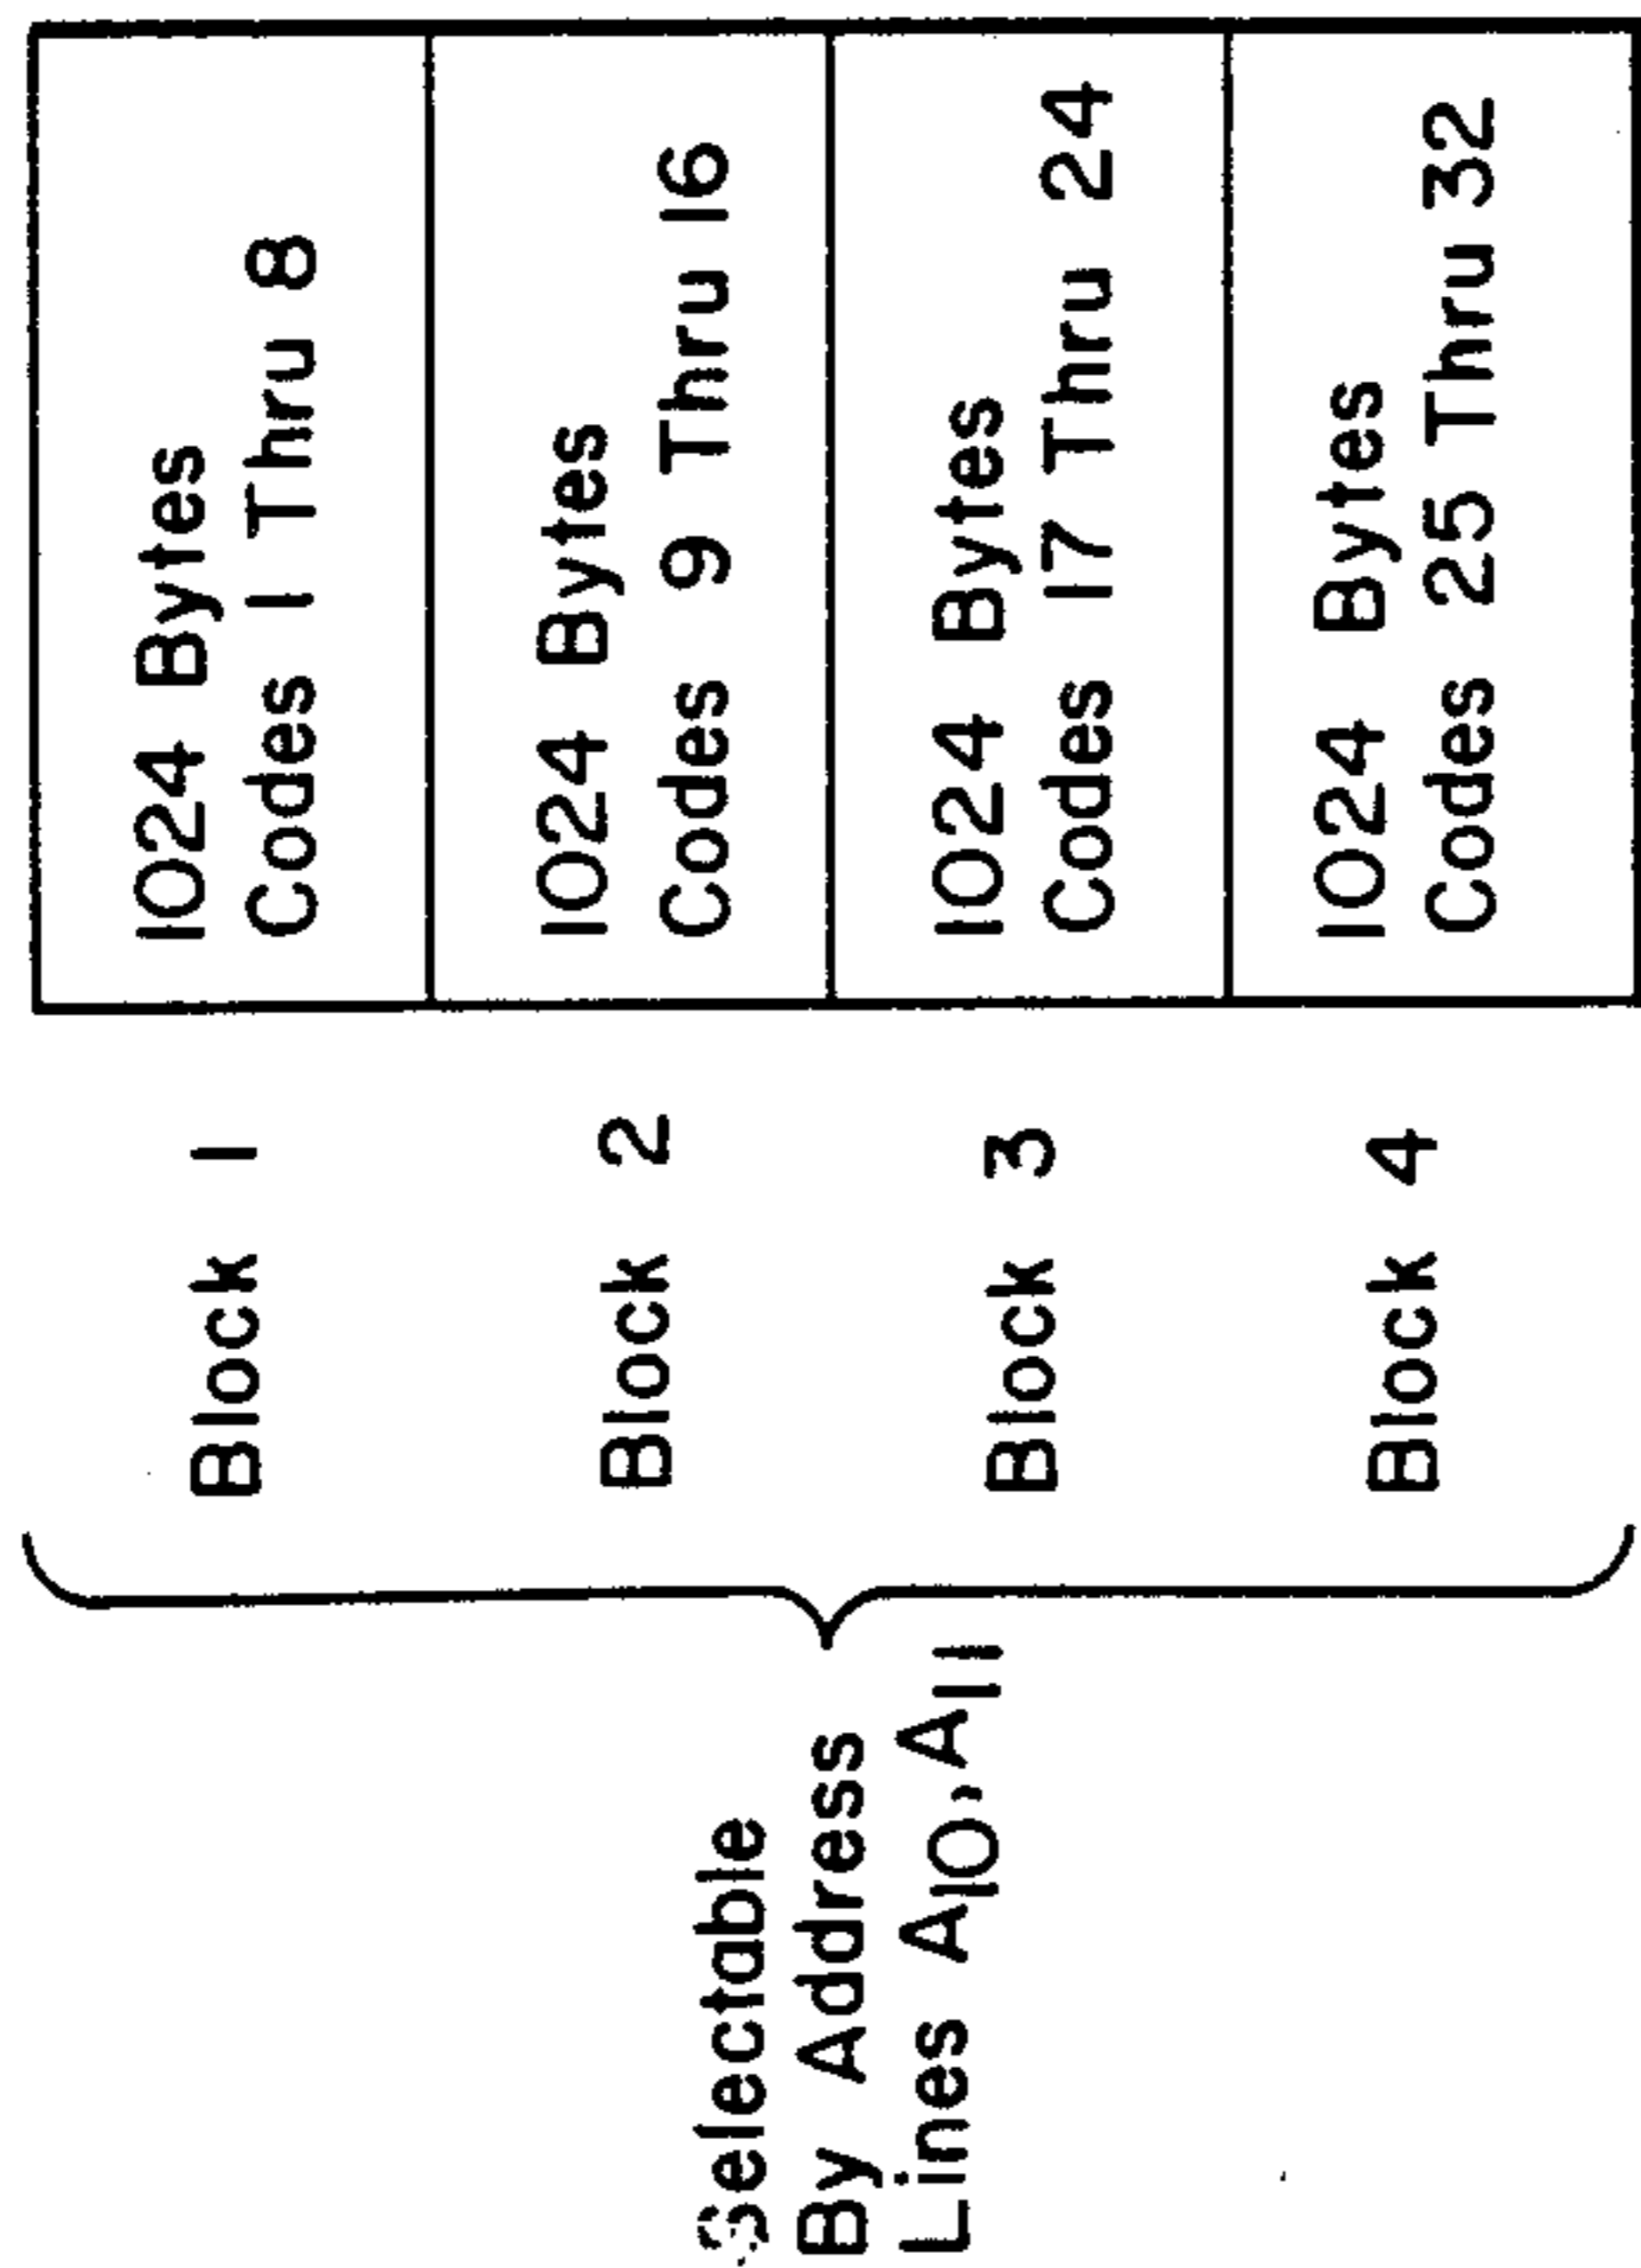 Selectable
By Address
Lines A10, A11
Block 1
1024 Bytes
Codes 1 Thru 8
Block 2
1024 Bytes
Codes 9 Thru 16
Block 3
1024 Bytes
Codes 17 Thru 24
Block 4
1024 Bytes
Codes 25 Thru 32